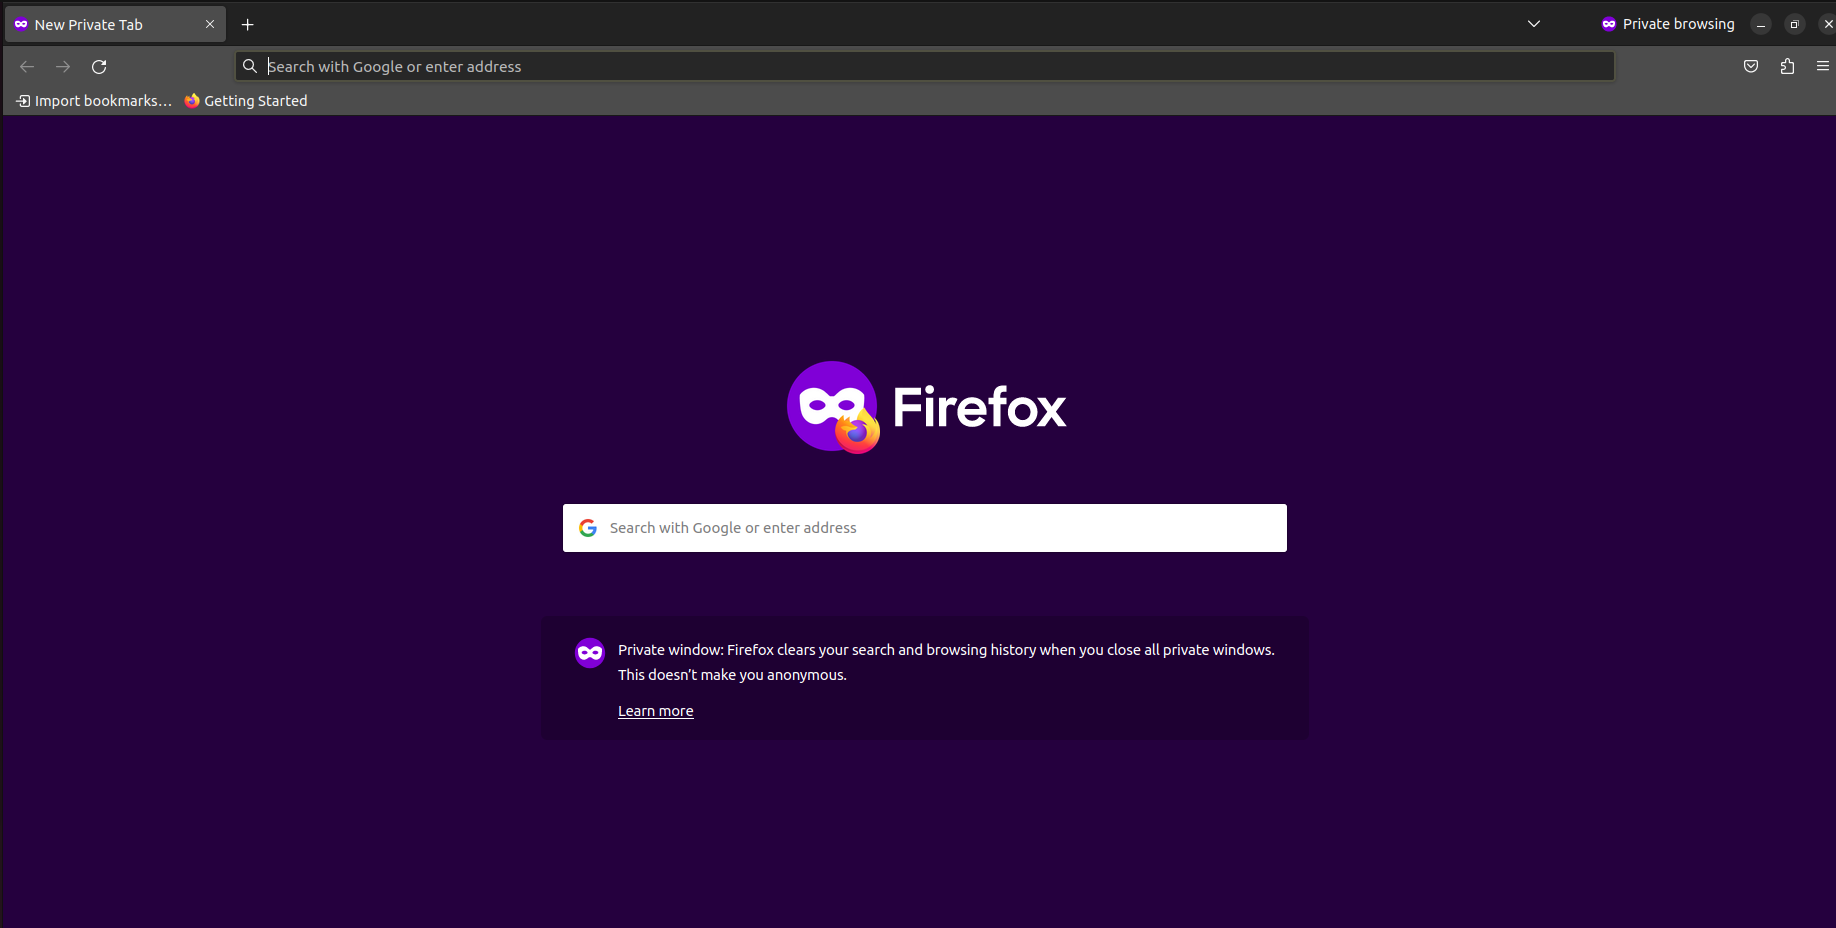 New Private Tab
Private browsing
Search with Google or enter address
Import bookmarks...
Getting Started
Firefox
Search with Google or enter address
Private window: Firefox clears your search and browsing history when you close all private windows.
This doesn’t make you anonymous.
Learn more